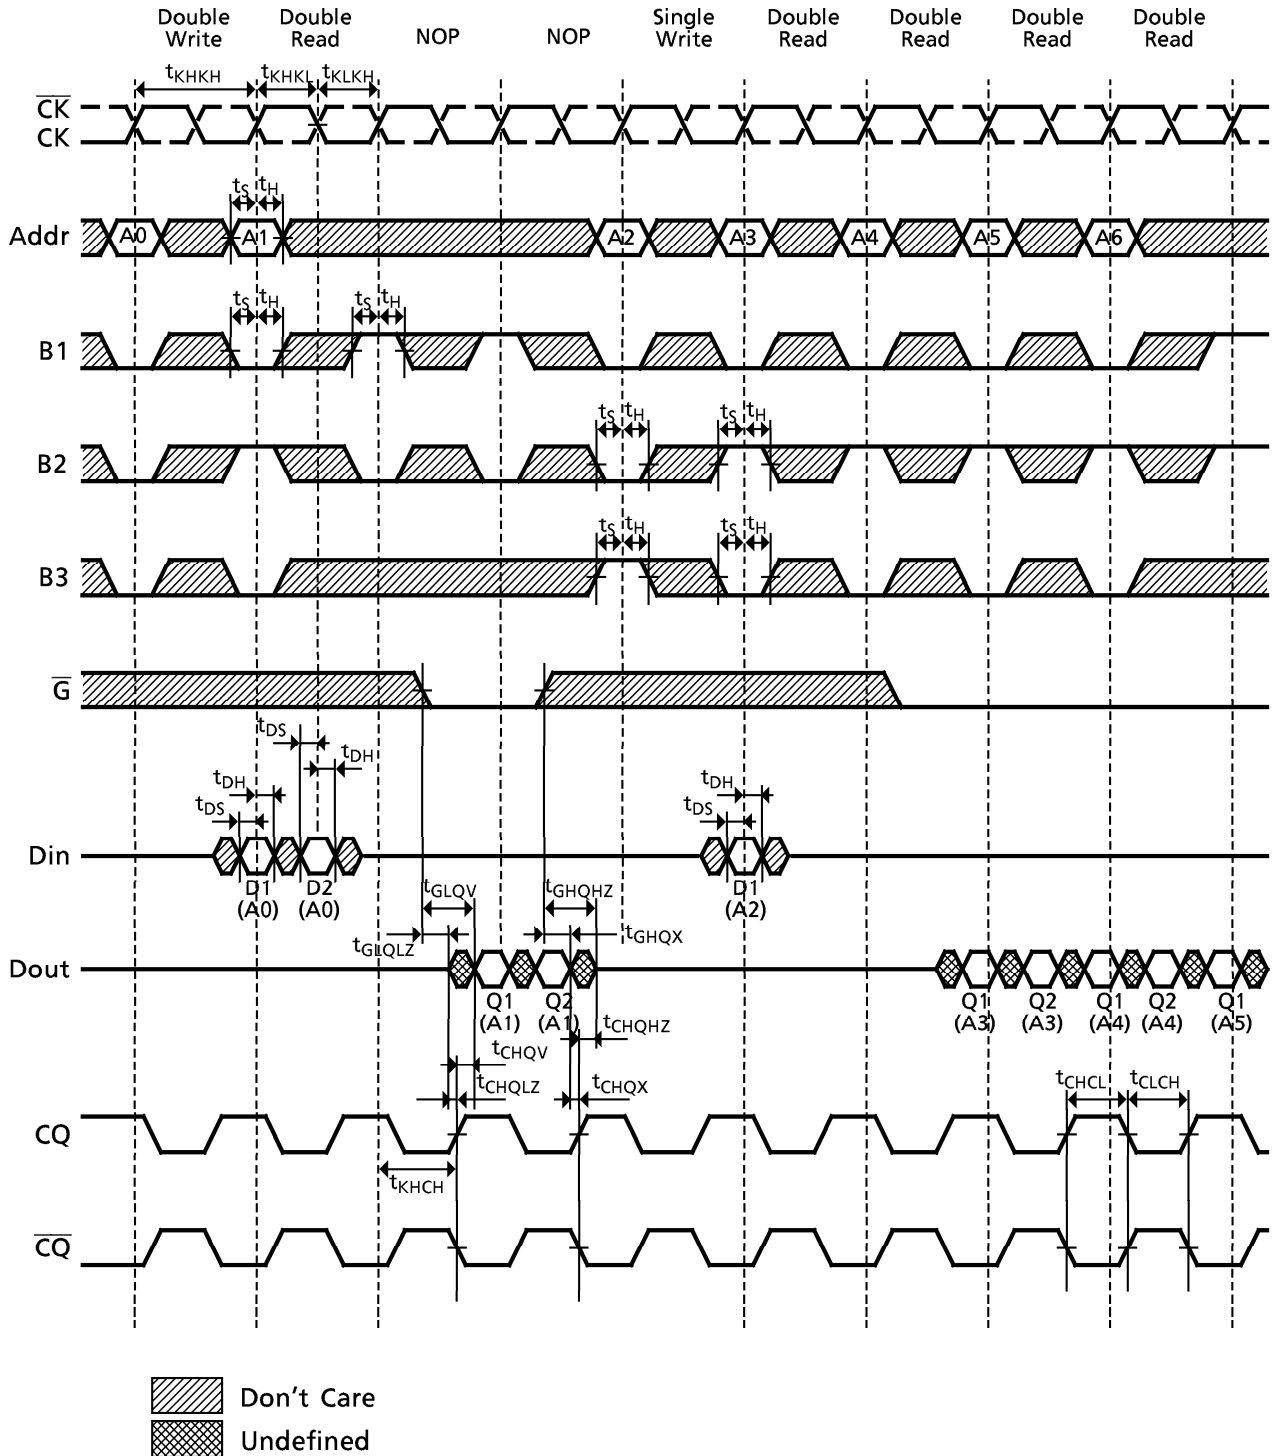 Double Write
Double Read
NOP
NOP
Single Write
Double Read
Double Read
Double Read
Double Read
tKHKH
tKHKL
tKLKH
CK
CK
tS
tH
Addr
A0
A1
A2
A3
A4
A5
A6
tS
tH
tS
tH
B1
tS
tH
tS
tH
B2
tS
tH
tS
tH
B3
G
tDS
tDH
tDH
tDS
tDH
tDS
Din
D1
(A0)
D2
(A0)
D1
(A2)
tGLQV
tGHQHZ
tGLQLZ
tGHQX
Dout
Q1
(A1)
Q2
(A1)
Q1
(A3)
Q2
(A3)
Q1
(A4)
Q2
(A4)
Q1
(A5)
tCHQHZ
tCHQV
tCHQLZ
tCHQX
tCHCL
tCLCH
CQ
tKHCH
CQ
Don't Care
Undefined